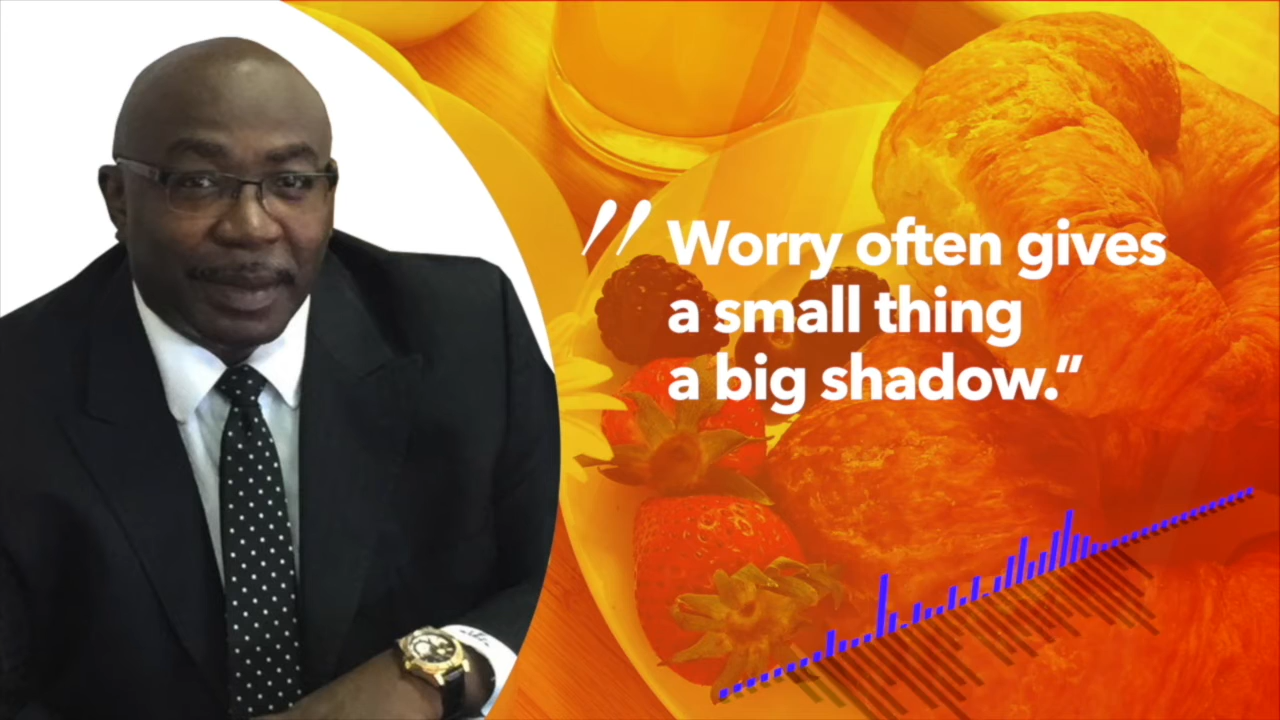 "Worry often gives
a small thing
a big shadow."